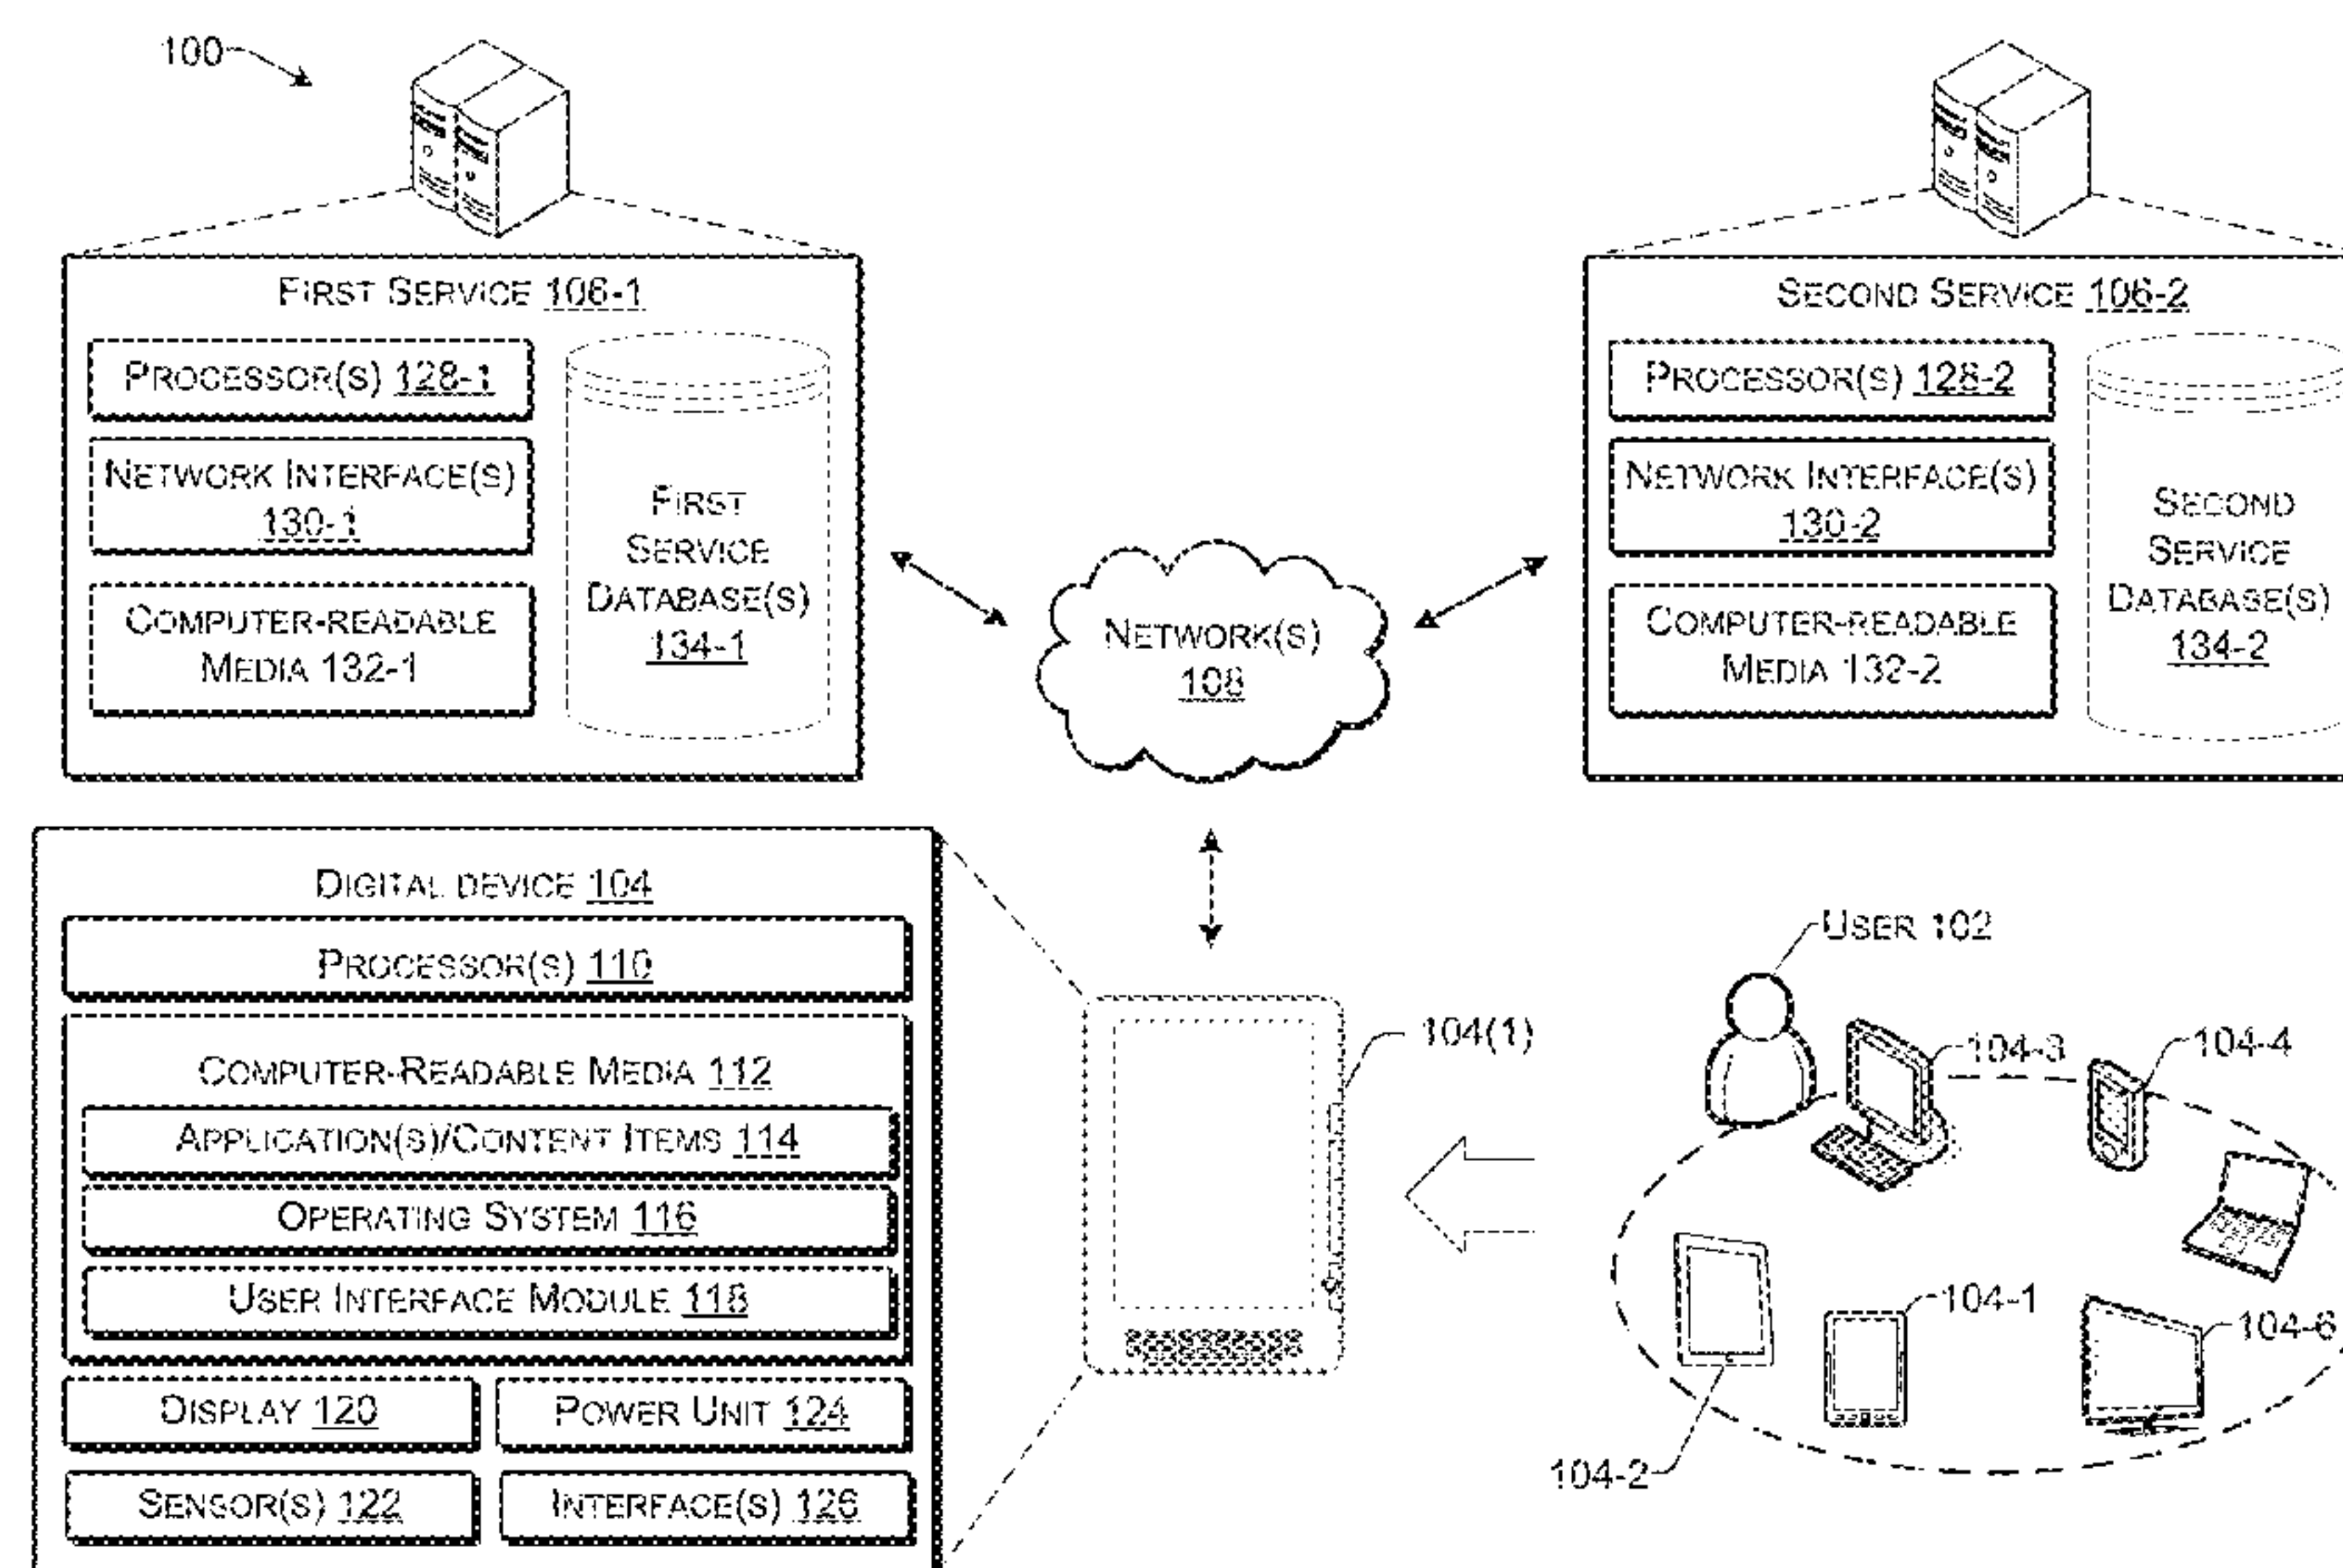 100
FIRST SERVICE 106-1
PROCESSOR(S) 128-1
NETWORK INTERFACE(S)
130-1
COMPUTER-READABLE
MEDIA 132-1
FIRST
SERVICE
DATABASE(S)
134-1
NETWORK(S)
108
SECOND SERVICE 106-2
PROCESSOR(S) 128-2
NETWORK INTERFACE(S)
130-2
COMPUTER-READABLE
MEDIA 132-2
SECOND
SERVICE
DATABASE(S)
134-2
DIGITAL DEVICE 104
PROCESSOR(S) 110
COMPUTER-READABLE MEDIA 112
APPLICATION(S)/CONTENT ITEMS 114
OPERATING SYSTEM 116
USER INTERFACE MODULE 118
DISPLAY 120
POWER UNIT 124
SENSOR(S) 122
INTERFACE(S) 126
104(1)
USER 102
104-3
104-4
104-1
104-6
104-2